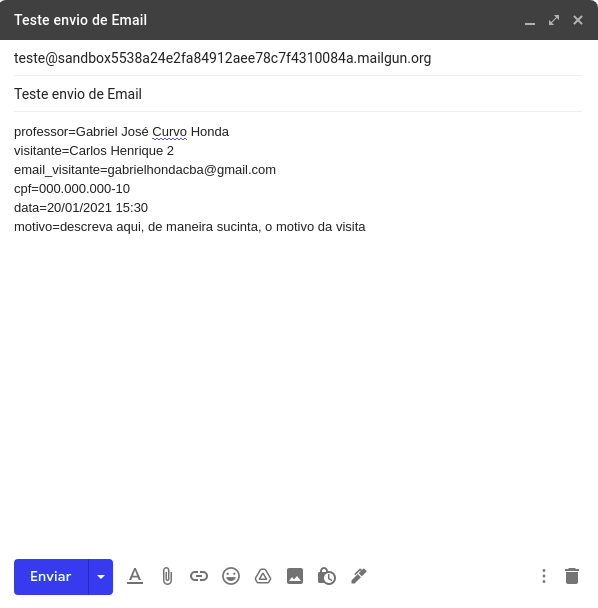 Teste envio de Email
teste@sandbox5538a24e2fa84912aee78c7f4310084a.mailgun.org
Teste envio de Email
professor=Gabriel José Curvo Honda
visitante=Carlos Henrique 2
email_visitante=gabrielhondacba@gmail.com
cpf=000.000.000-10
data=20/01/2021 15:30
motivo=descreva aqui, de maneira sucinta, o motivo da visita
Enviar